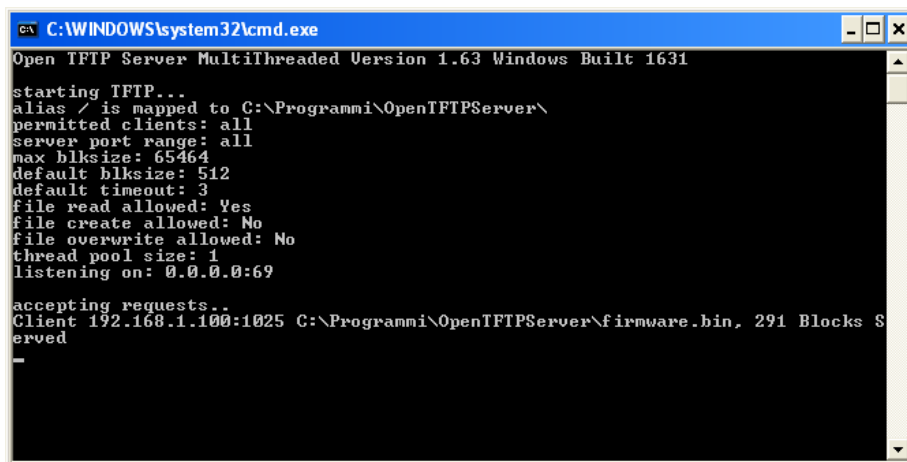 C:\WINDOWS\system32\cmd.exe
Open TFTP Server MultiThreaded Version 1.63 Windows Built 1631
starting TFTP...
alias / is mapped to C:\Programmi\OpenTFTPServer\
permitted clients: all
server port range: all
max blksize: 65464
default blksize: 512
default timeout: 3
file read allowed: Yes
file create allowed: No
file overwrite allowed: No
thread pool size: 1
listening on: 0.0.0.0:69
accepting requests..
Client 192.168.1.100:1025 C:\Programmi\OpenTFTPServer\firmware.bin, 291 Blocks S
erved